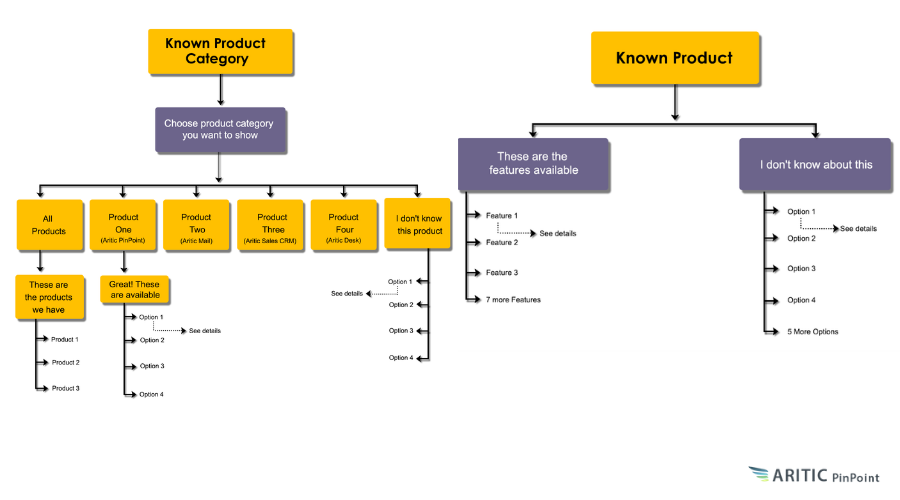 Known Product
Category
Known Product
Choose product category
you want to show
These are the
features available
I don't know about this
All
Products
Product
One
(Aritic PinPoint)
Product
Two
(Aritic Mail)
Product
Three
(Aritic Sales CRM)
Product
Four
(Aritic Desk)
I don't know
this product
Feature 1
See details
Feature 2
Feature 3
7 more Features
Option 1
See details
Option 2
Option 3
Option 4
5 More Options
These are
the products
we have
Product 1
Product 2
Product 3
Great! These
are available
Option 1
See details
Option 2
Option 3
Option 4
Option 1
See details
Option 2
Option 3
Option 4
ARITIC PinPoint